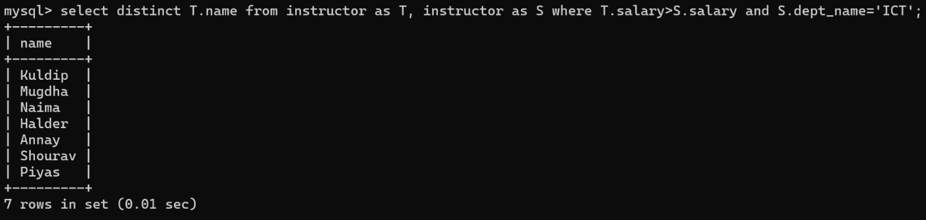 mysql> select distinct T.name from instructor as T, instructor as S where T.salary>S.salary and S.dept_name='ICT';
+---------+
| name    |
+---------+
| Kuldip  |
| Mugdha  |
| Naima   |
| Halder  |
| Annay   |
| Shourav |
| Piyas   |
+---------+
7 rows in set (0.01 sec)